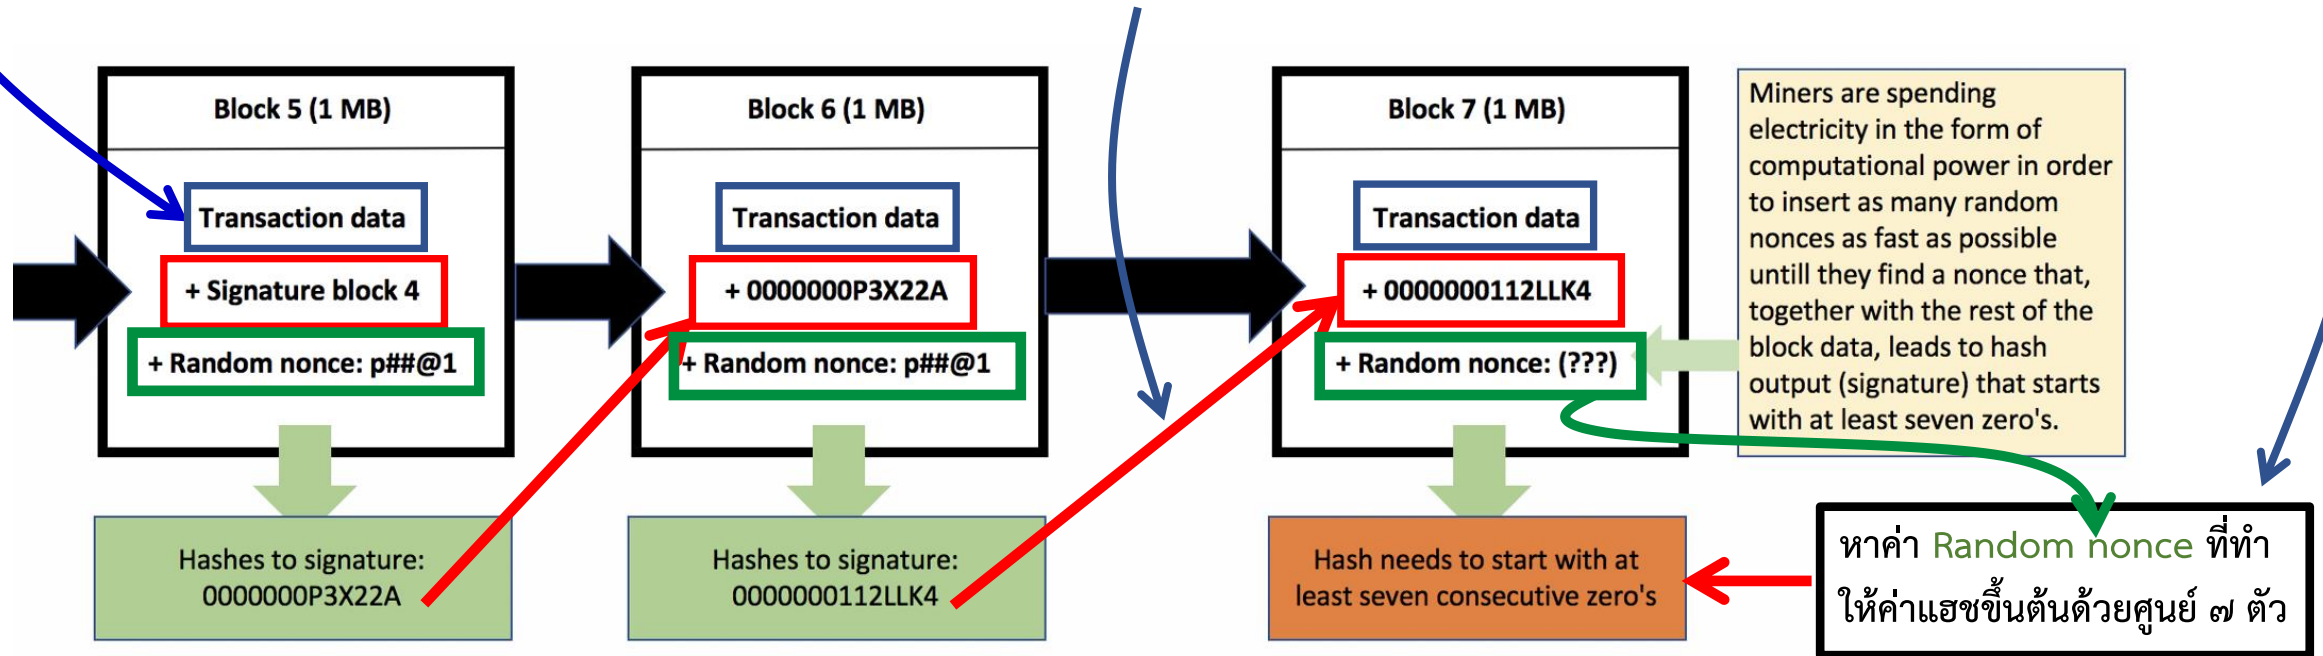 Block 5 (1 MB)
Transaction data
+ Signature block 4
+ Random nonce: p##@1
Hashes to signature:
0000000P3X22A
Block 6 (1 MB)
Transaction data
+ 0000000P3X22A
+ Random nonce: p##@1
Hashes to signature:
0000000112LLK4
Block 7 (1 MB)
Transaction data
+ 0000000112LLK4
+ Random nonce: (???)
Hash needs to start with at
least seven consecutive zero's
Miners are spending
electricity in the form of
computational power in order
to insert as many random
nonces as fast as possible
untill they find a nonce that,
together with the rest of the
block data, leads to hash
output (signature) that starts
with at least seven zero's.
หาค่า Random nonce ที่ทำ
ให้ค่าแฮชขึ้นต้นด้วยศูนย์ ๗ ตัว